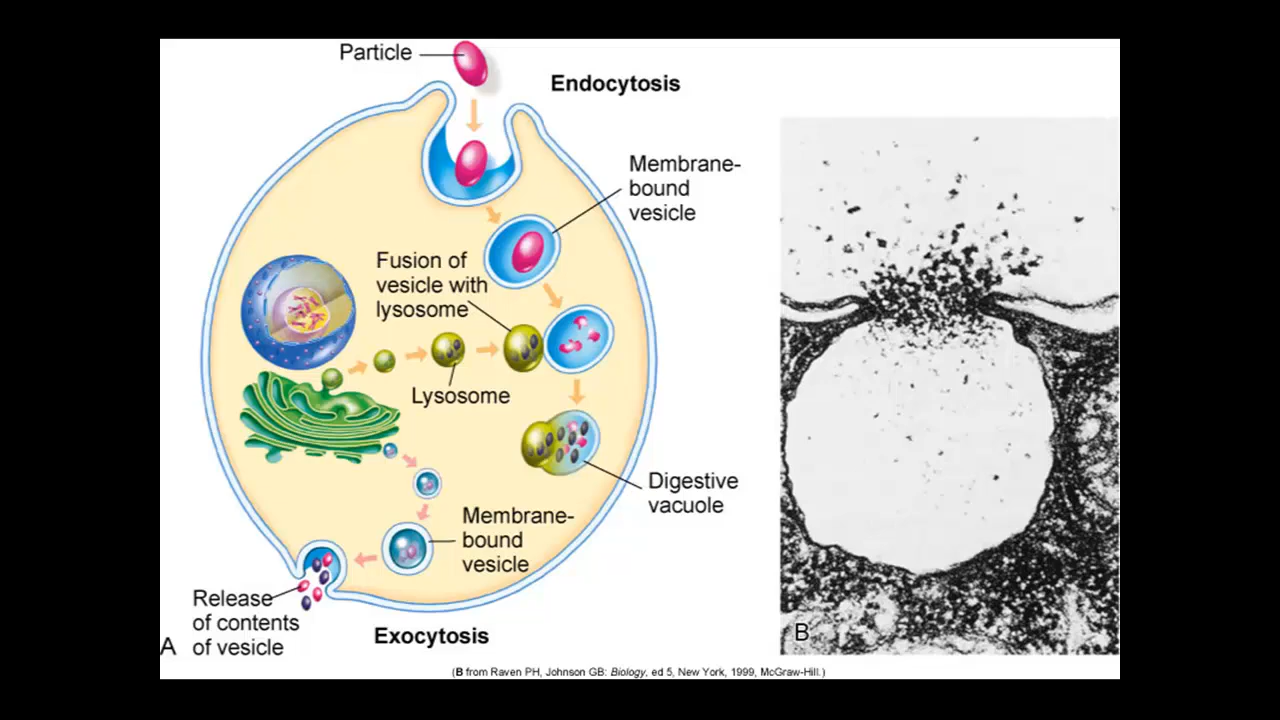 Particle
Endocytosis
Membrane-
bound
vesicle
Fusion of
vesicle with
lysosome
Lysosome
Digestive
vacuole
Membrane-
bound
vesicle
Release
of contents
of vesicle
A
Exocytosis
B
(B from Raven PH, Johnson GB: Biology, ed 5, New York, 1999, McGraw-Hill.)